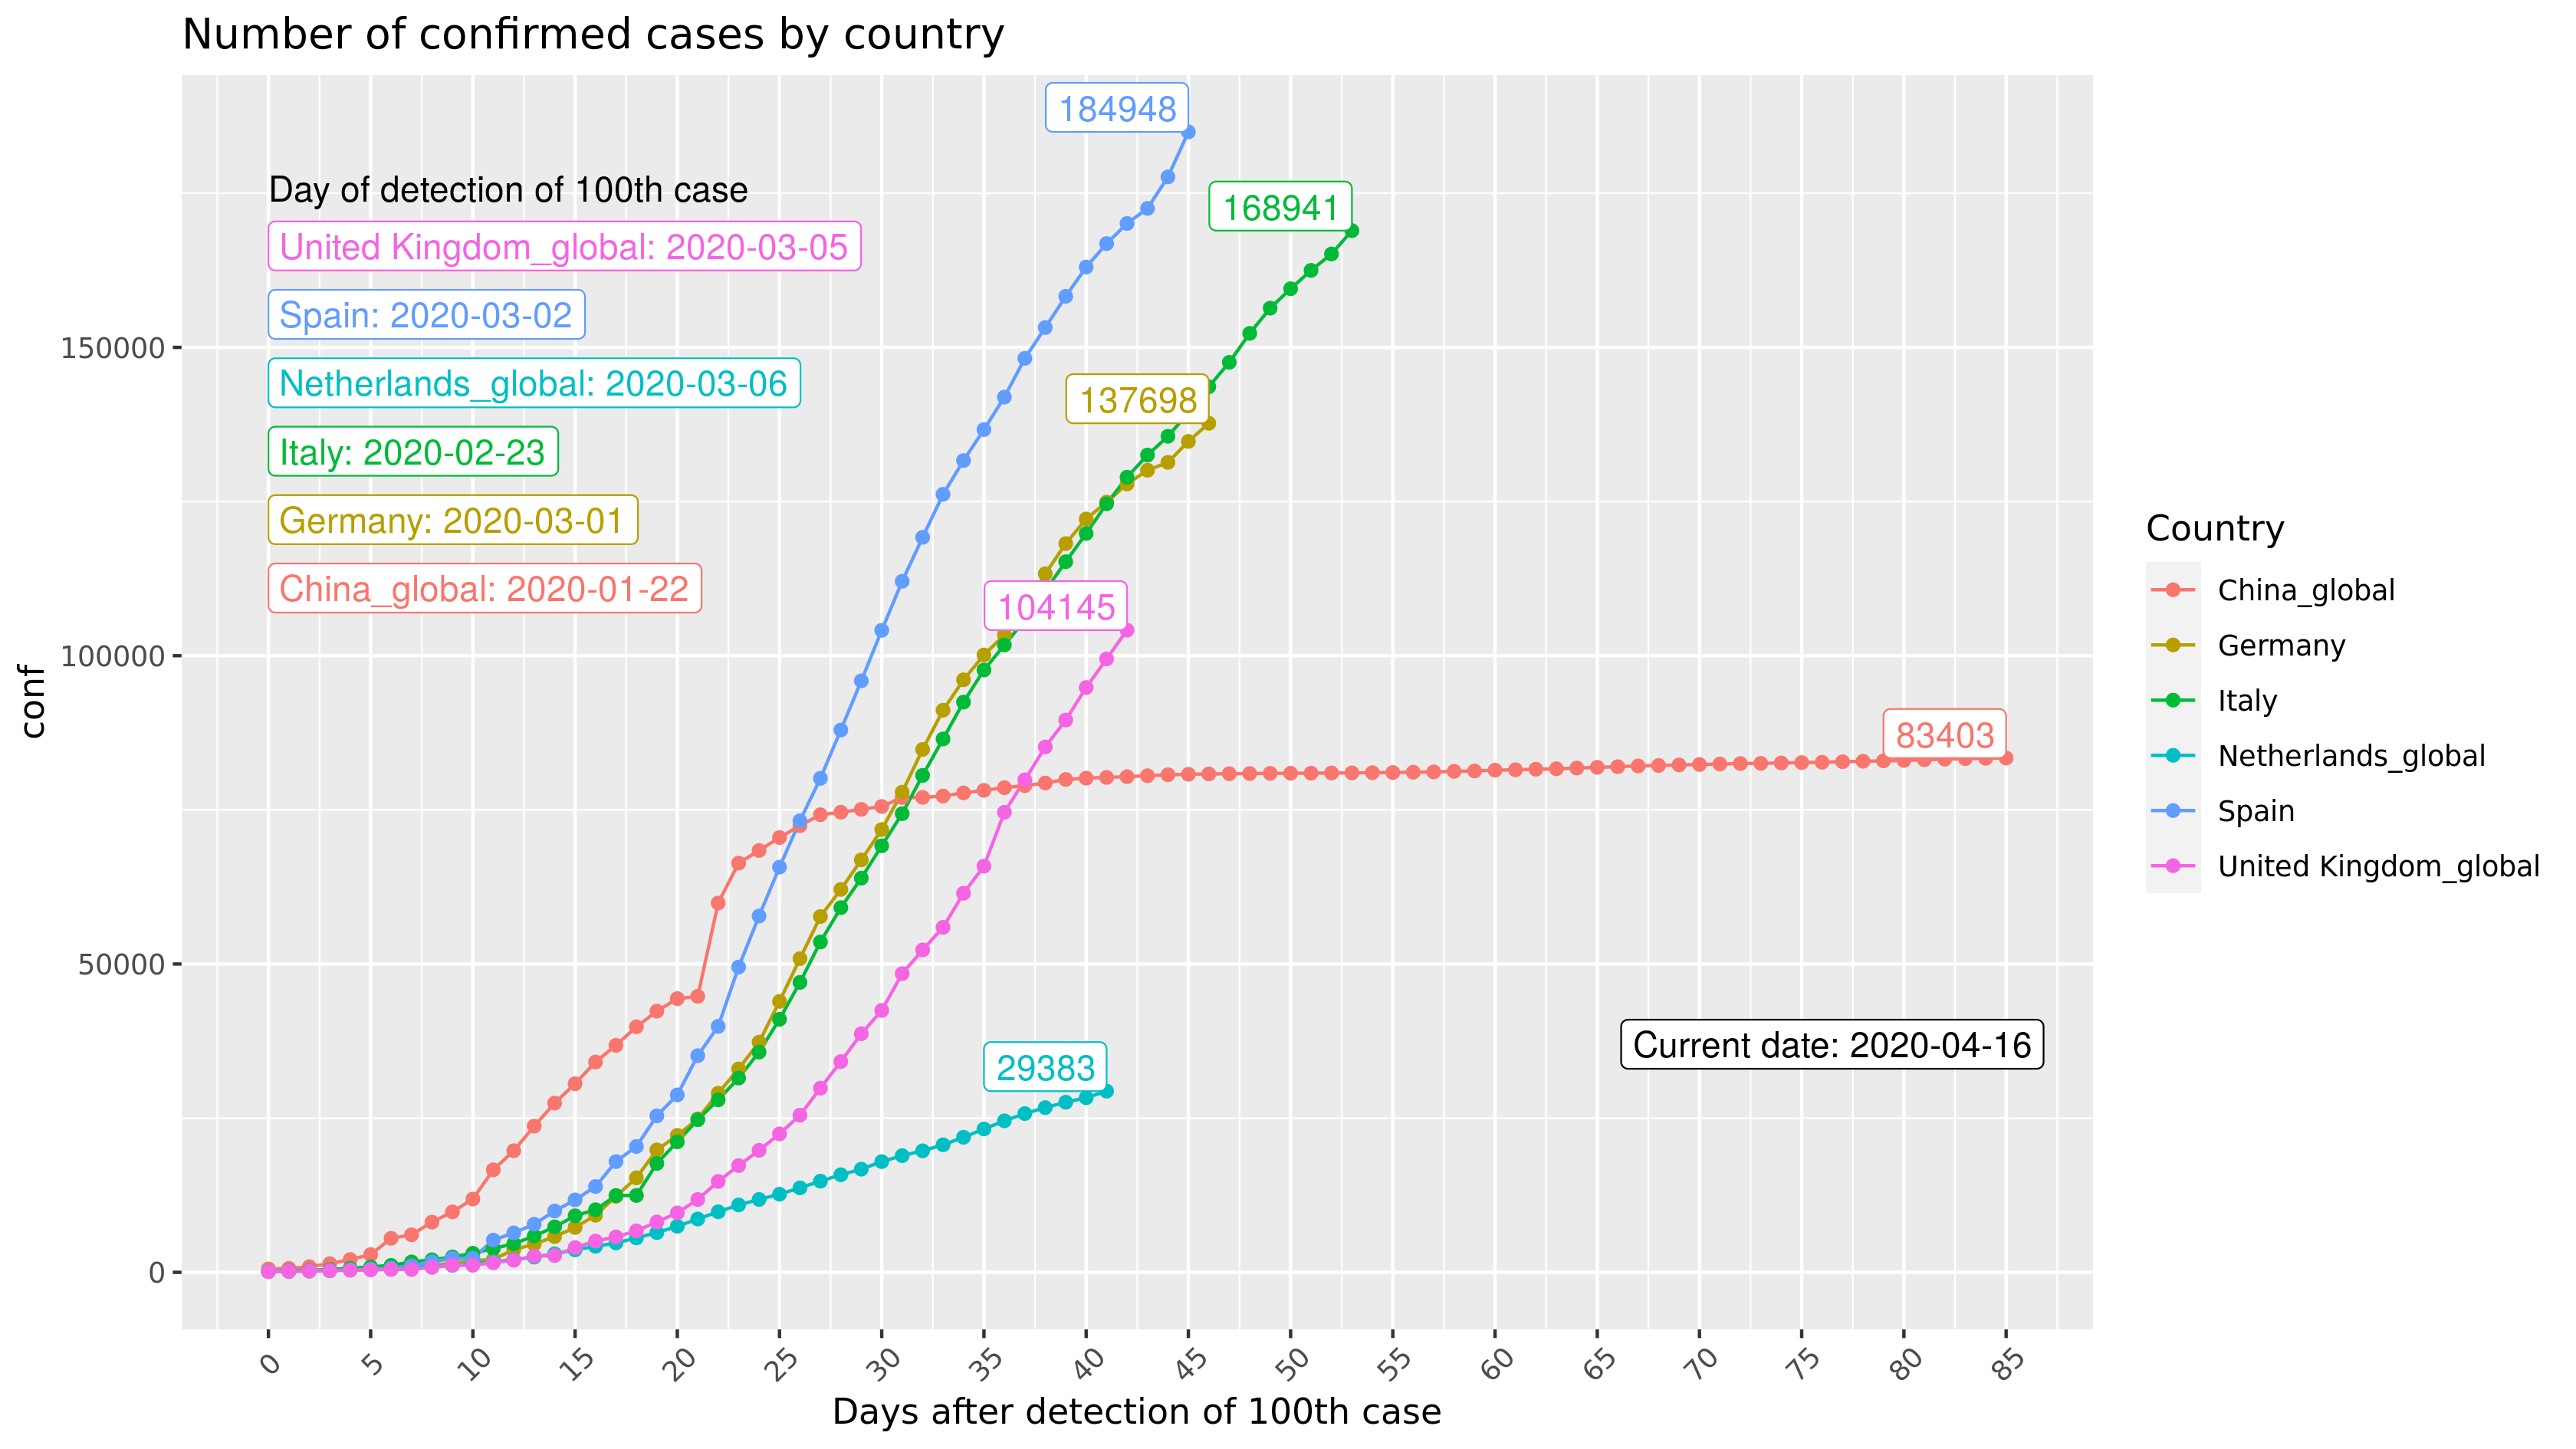 Number of confirmed cases by country
184948
Day of detection of 100th case
168941
United Kingdom_global: 2020-03-05
Spain: 2020-03-02
150000
Netherlands_global: 2020-03-06
137698
Italy: 2020-02-23
Germany: 2020-03-01
China_global: 2020-01-22
104145
100000
conf
83403
50000
Current date: 2020-04-16
29383
0
0 5 10 15 20 25 30 35 40 45 50 55 60 65 70 75 80 85
Days after detection of 100th case
Country
China_global
Germany
Italy
Netherlands_global
Spain
United Kingdom_global